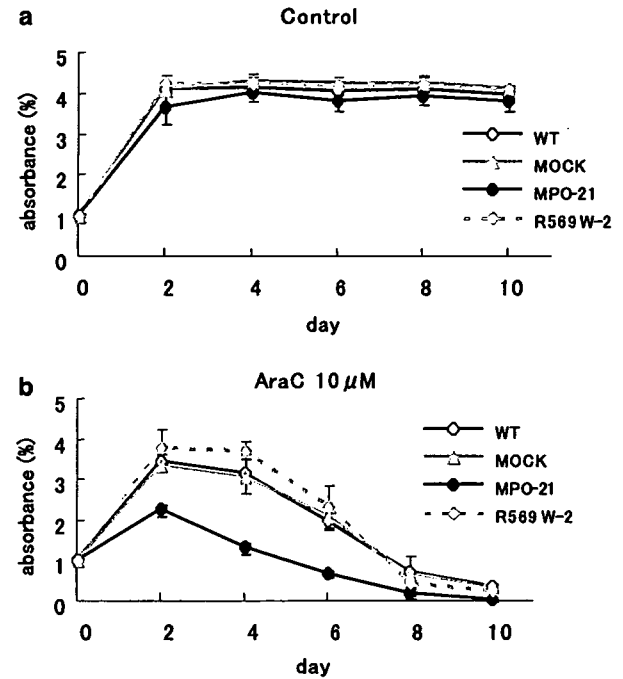 a
Control
absorbance (%)
5
4
3
2
1
0
WT
MOCK
MPO-21
R569W-2
0 2 4 6 8 10
day
b
AraC 10 μM
absorbance (%)
5
4
3
2
1
0
WT
MOCK
MPO-21
R569W-2
0 2 4 6 8 10
day